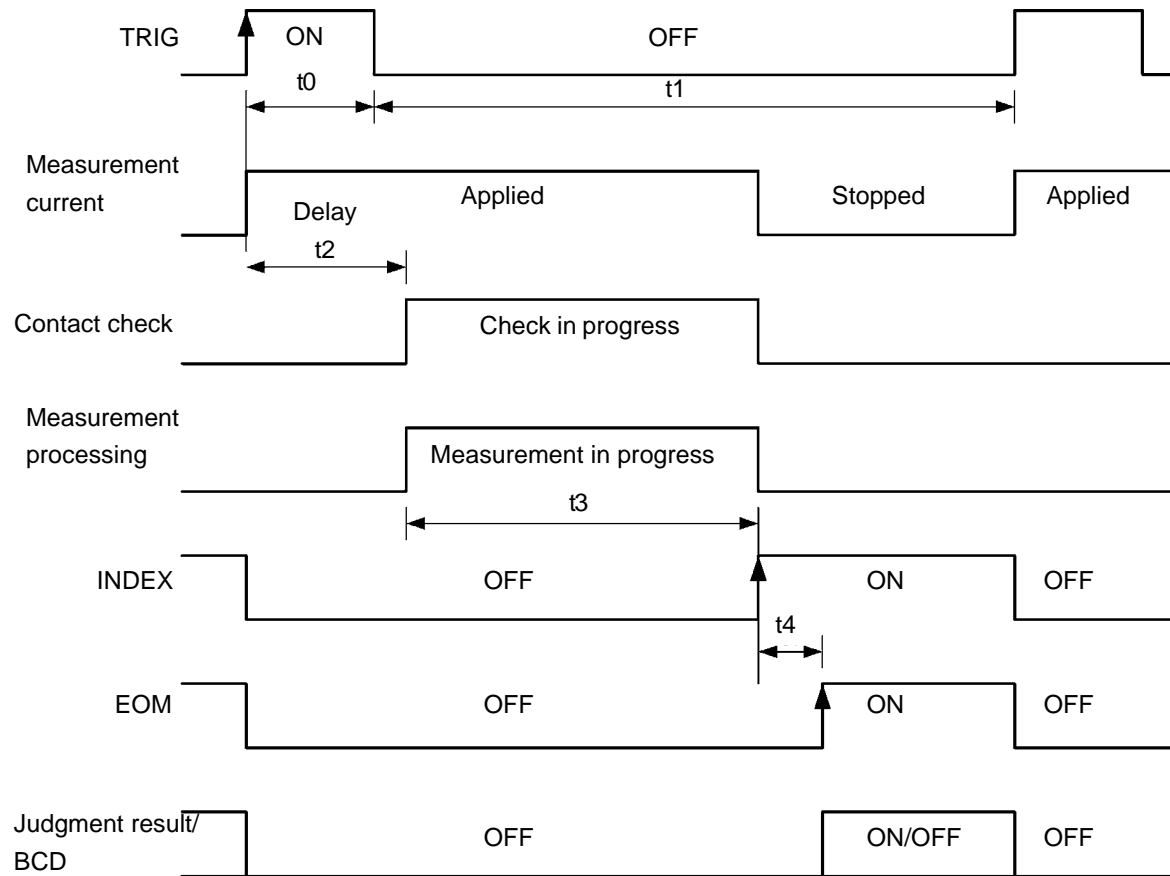 TRIG
ON
OFF
t0
t1
Measurement
current
Applied
Stopped
Applied
Delay
t2
Contact check
Check in progress
Measurement
processing
Measurement in progress
t3
INDEX
OFF
ON
OFF
t4
EOM
OFF
ON
OFF
Judgment result/
BCD
OFF
ON/OFF
OFF